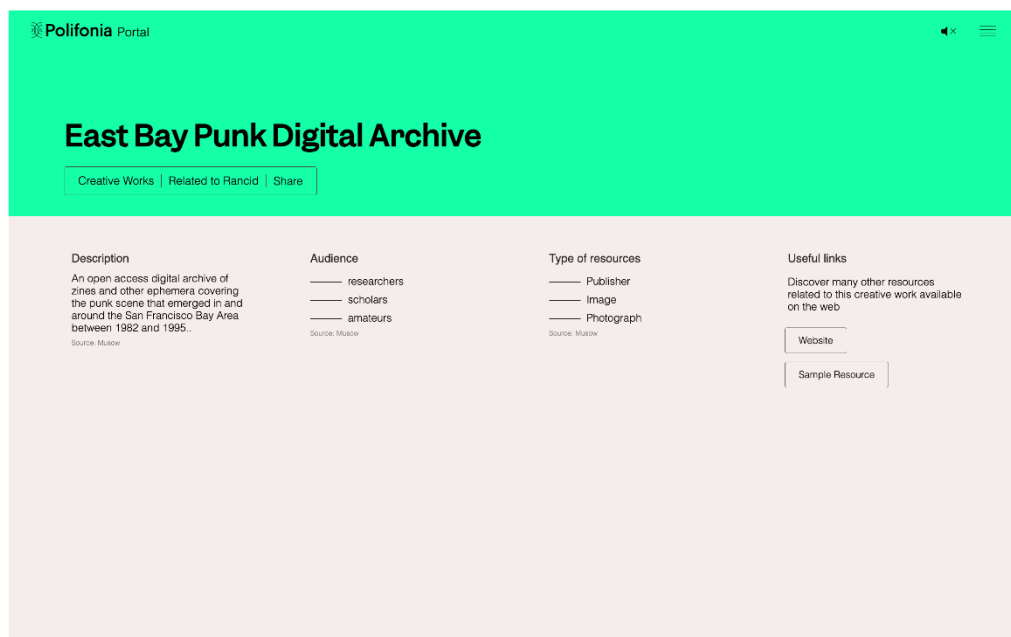 Polifonia Portal
East Bay Punk Digital Archive
Creative Works | Related to Rancid | Share
Description
An open access digital archive of
zines and other ephemera covering
the punk scene that emerged in and
around the San Francisco Bay Area
between 1982 and 1995..
Source: Musow
Audience
researchers
scholars
amateurs
Source: Musow
Type of resources
Publisher
Image
Photograph
Source: Musow
Useful links
Discover many other resources
related to this creative work available
on the web
Website
Sample Resource